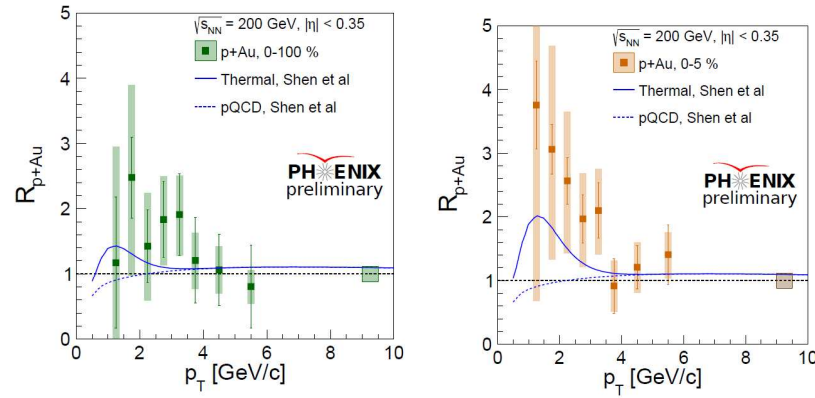 √s_NN = 200 GeV, |η| < 0.35
p+Au, 0-100 %
Thermal, Shen et al
pQCD, Shen et al
PHENIX
preliminary
R_p+Au
5
4
3
2
1
0
0 2 4 6 8 10
p_T [GeV/c]
√s_NN = 200 GeV, |η| < 0.35
p+Au, 0-5 %
Thermal, Shen et al
pQCD, Shen et al
PHENIX
preliminary
R_p+Au
5
4
3
2
1
0
0 2 4 6 8 10
p_T [GeV/c]